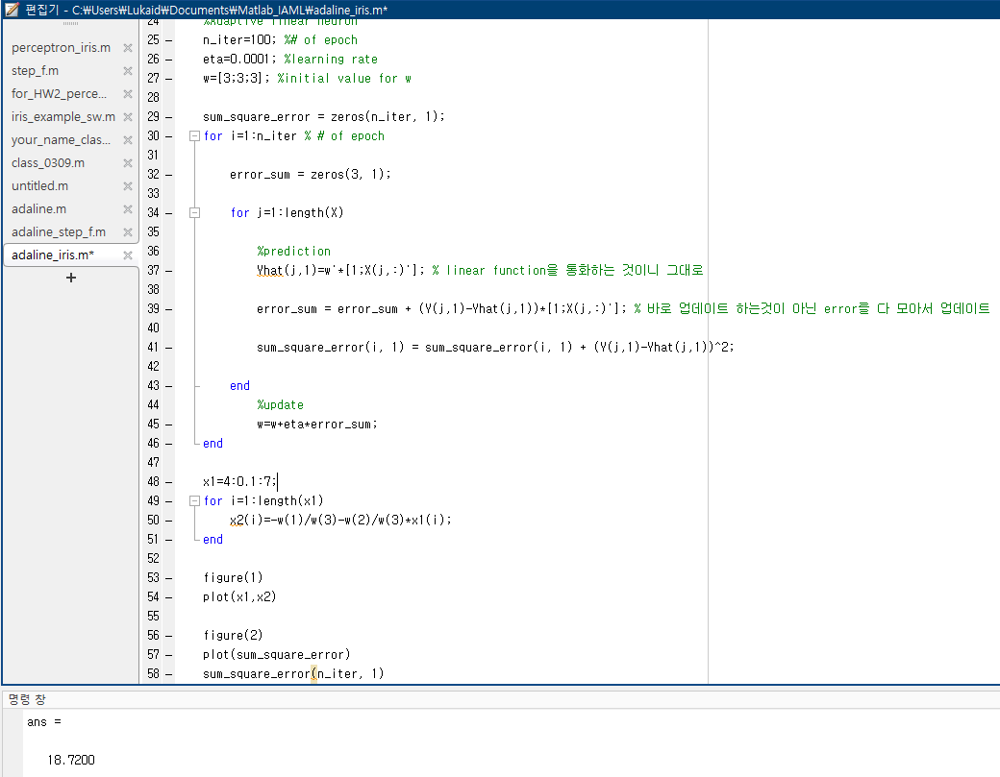 편집기 - C:₩Users₩Lukaid₩Documents₩Matlab_IAML₩adaline_iris.m*
perceptron_iris.m
step_f.m
for_HW2_perce...
iris_example_sw.m
your_name_clas...
class_0309.m
untitled.m
adaline.m
adaline_step_f.m
adaline_iris.m*
+
24 %Adaptive linear neuron
25 – n_iter=100; %# of epoch
26 – eta=0.0001; %learning rate
27 – w=[3;3;3]; %initial value for w
28
29 – sum_square_error = zeros(n_iter, 1);
30 – for i=1:n_iter % # of epoch
31
32 – error_sum = zeros(3, 1);
33
34 – for j=1:length(X)
35
36 %prediction
37 – Yhat(j,1)=w'*[1;X(j,:)']; % linear function을 통화하는 것이니 그대로
38
39 – error_sum = error_sum + (Y(j,1)-Yhat(j,1))*[1;X(j,:)']; % 바로 업데이트 하는것이 아닌 error를 다 모아서 업데이트
40
41 – sum_square_error(i, 1) = sum_square_error(i, 1) + (Y(j,1)-Yhat(j,1))^2;
42
43 – end
44 %update
45 – w=w+eta*error_sum;
46 – end
47
48 – x1=4:0.1:7;
49 – for i=1:length(x1)
50 – x2(i)=-w(1)/w(3)-w(2)/w(3)*x1(i);
51 – end
52
53 – figure(1)
54 – plot(x1,x2)
55
56 – figure(2)
57 – plot(sum_square_error)
58 – sum_square_error(n_iter, 1)
명령 창
ans =
18.7200